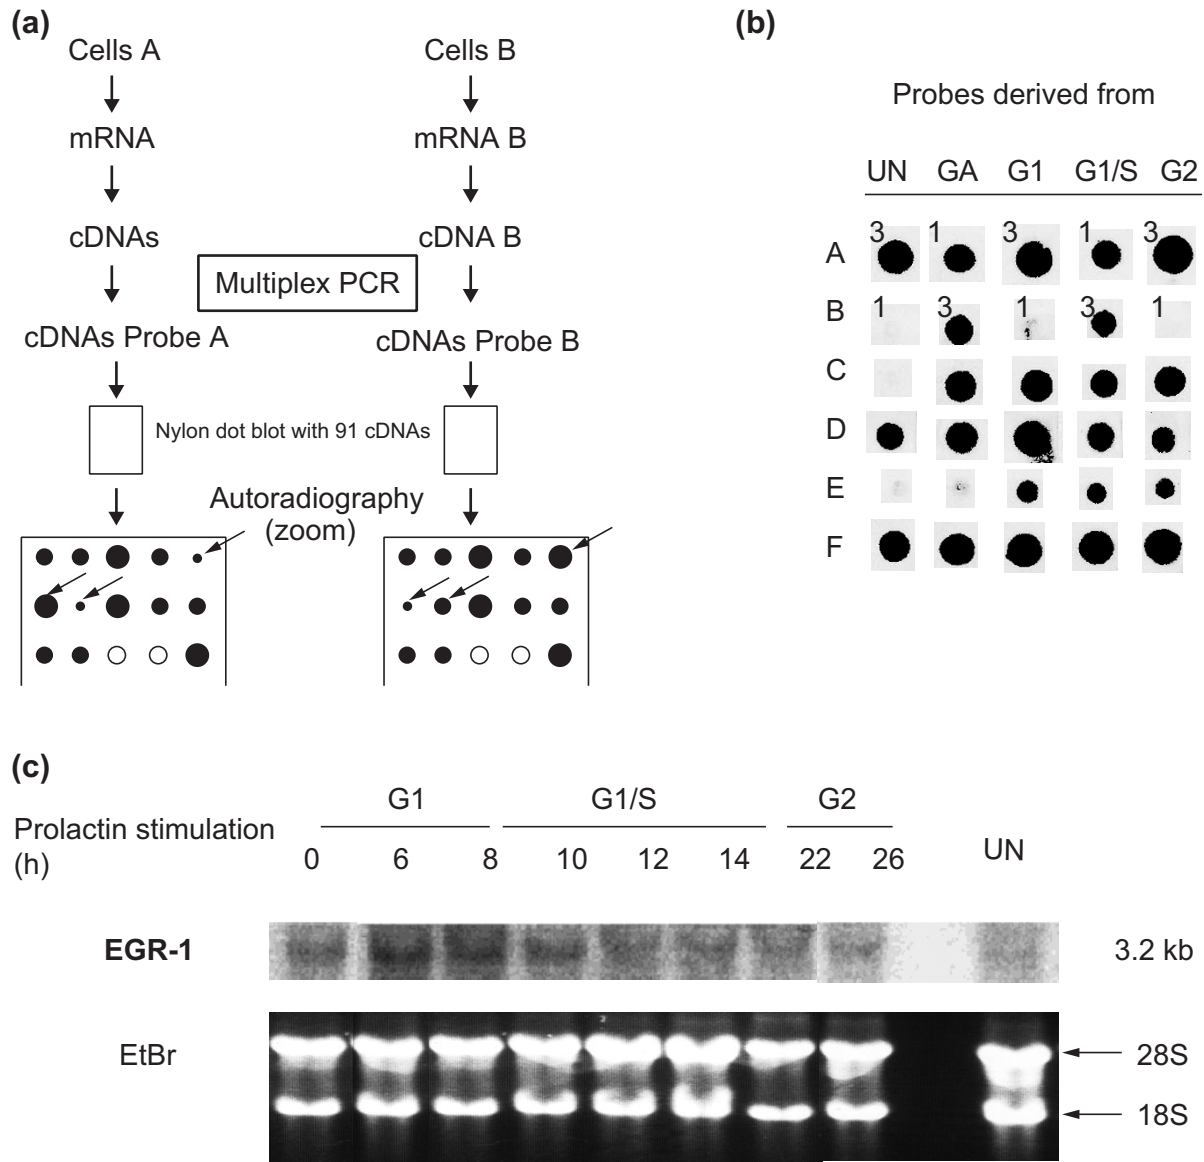 (a)
Cells A
Cells B
mRNA
mRNA B
cDNAs
cDNA B
Multiplex PCR
cDNAs Probe A
cDNAs Probe B
Nylon dot blot with 91 cDNAs
Autoradiography
(zoom)
(b)
Probes derived from
UN GA G1 G1/S G2
A 3 1 3 1 3
B 1 3 1 3 1
C
D
E
F
(c)
G1 G1/S G2
Prolactin stimulation
(h) 0 6 8 10 12 14 22 26 UN
EGR-1 3.2 kb
EtBr 28S
18S